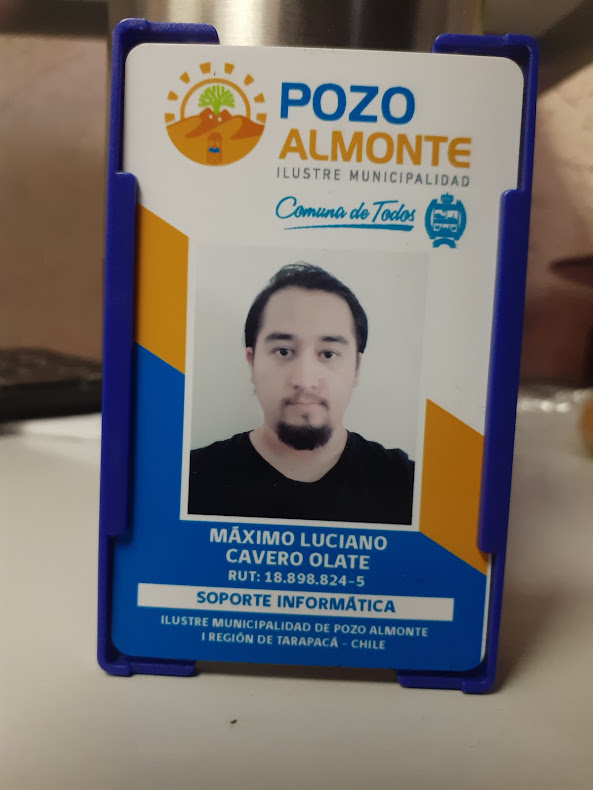 POZO
ALMONTE
ILUSTRE MUNICIPALIDAD
Comuna de Todos
MÁXIMO LUCIANO
CAVERO OLATE
RUT: 18.898.824-5
SOPORTE INFORMÁTICA
ILUSTRE MUNICIPALIDAD DE POZO ALMONTE
I REGIÓN DE TARAPACÁ - CHILE